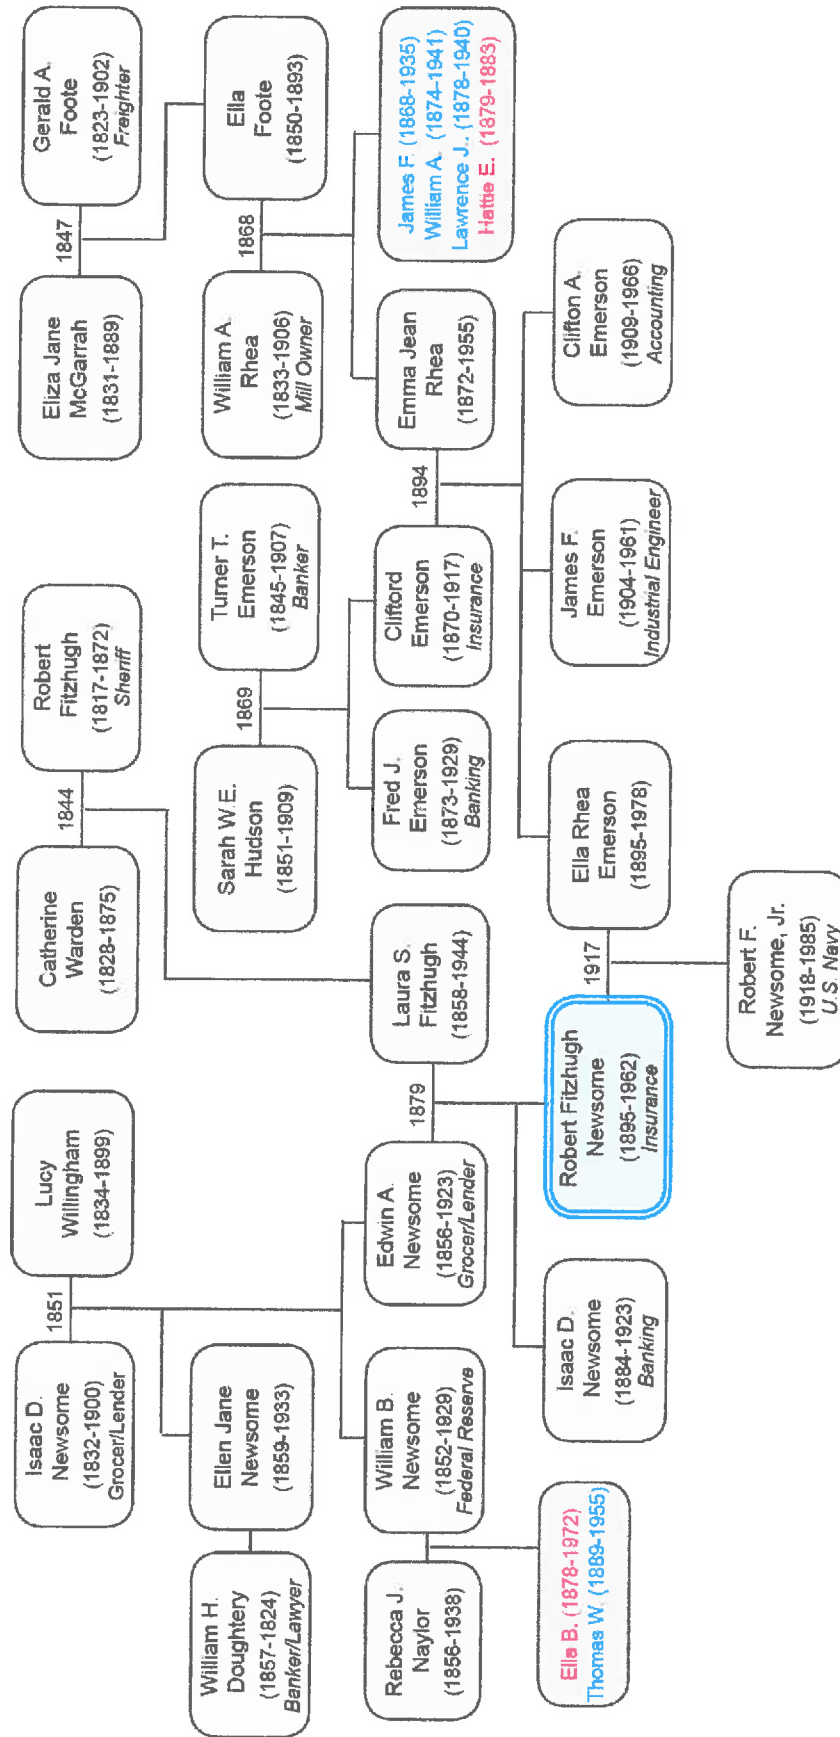 Isaac D.
Newsome
(1832-1900)
Grocer/Lender
1851
Lucy
Willingham
(1834-1899)
Catherine
Warden
(1828-1875)
1844
Robert
Fitzhugh
(1817-1872)
Sheriff
Eliza Jane
McGarrah
(1831-1889)
1847
Gerald A.
Foote
(1823-1902)
Freighter
William H.
Doughtery
(1857-1824)
Banker/Lawyer
Ellen Jane
Newsome
(1859-1933)
Sarah W.E.
Hudson
(1851-1909)
1869
Turner T.
Emerson
(1845-1907)
Banker
William A.
Rhea
(1833-1906)
Mill Owner
1868
Ella
Foote
(1850-1893)
Rebecca J.
Naylor
(1856-1938)
William B.
Newsome
(1852-1929)
Federal Reserve
Edwin A.
Newsome
(1856-1923)
Grocer/Lender
1879
Laura S.
Fitzhugh
(1858-1944)
Fred J.
Emerson
(1873-1929)
Banking
Clifford
Emerson
(1870-1917)
Insurance
1894
Emma Jean
Rhea
(1872-1955)
James F. (1868-1935)
William A. (1874-1941)
Lawrence J.. (1878-1940)
Hattie E. (1879-1883)
Ella B. (1878-1972)
Thomas W. (1889-1955)
Isaac D.
Newsome
(1884-1923)
Banking
Robert Fitzhugh
Newsome
(1895-1962)
Insurance
1917
Ella Rhea
Emerson
(1895-1978)
James F.
Emerson
(1904-1961)
Industrial Engineer
Clifton A.
Emerson
(1909-1966)
Accounting
Robert F.
Newsome, Jr.
(1918-1985)
U.S. Navy